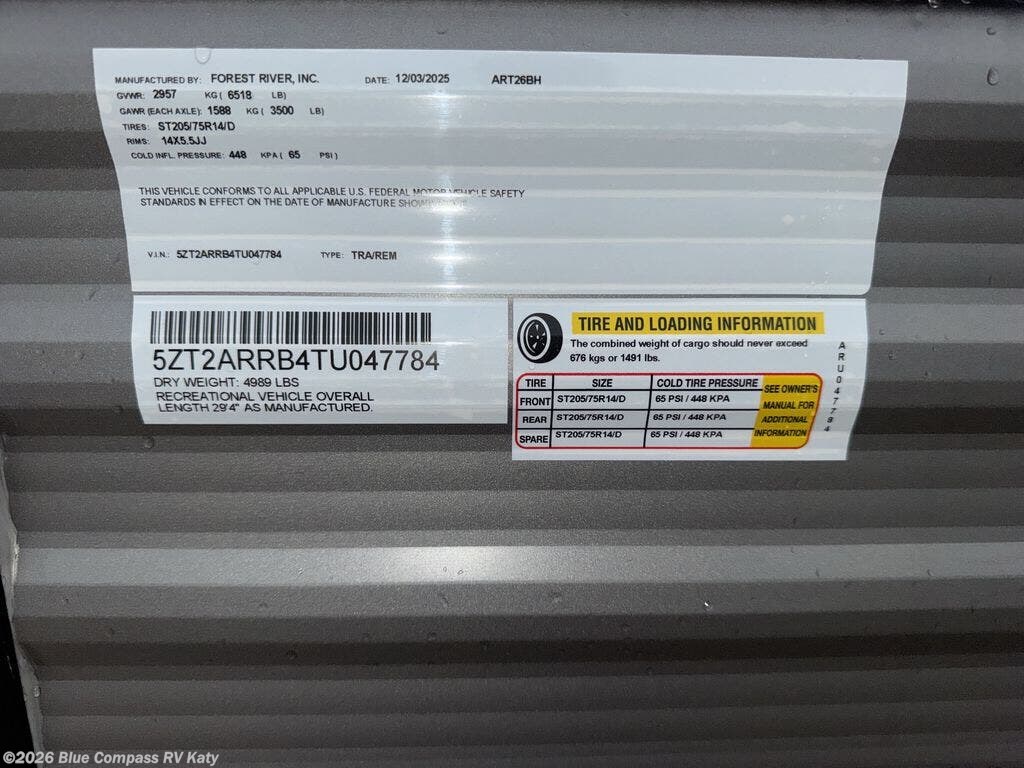 MANUFACTURED BY: FOREST RIVER, INC. DATE: 12/03/2025 ART26BH
GVWR: 2957 KG ( 6518 LB)
GAWR (EACH AXLE): 1588 KG ( 3500 LB)
TIRES: ST205/75R14/D
RIMS: 14X5.5JJ
COLD INFL. PRESSURE: 448 KPA ( 65 PSI )
THIS VEHICLE CONFORMS TO ALL APPLICABLE U.S. FEDERAL MOTOR VEHICLE SAFETY
STANDARDS IN EFFECT ON THE DATE OF MANUFACTURE
V.I.N.: 5ZT2ARRB4TU047784 TYPE: TRA/REM
5ZT2ARRB4TU047784
DRY WEIGHT: 4989 LBS
RECREATIONAL VEHICLE OVERALL
LENGTH 29'4" AS MANUFACTURED.
TIRE AND LOADING INFORMATION
The combined weight of cargo should never exceed
676 kgs or 1491 lbs.
TIRE SIZE COLD TIRE PRESSURE
FRONT ST205/75R14/D 65 PSI / 448 KPA
REAR ST205/75R14/D 65 PSI / 448 KPA
SPARE ST205/75R14/D 65 PSI / 448 KPA
SEE OWNER'S
MANUAL FOR
ADDITIONAL
INFORMATION
ARU047784
©2026 Blue Compass RV Katy